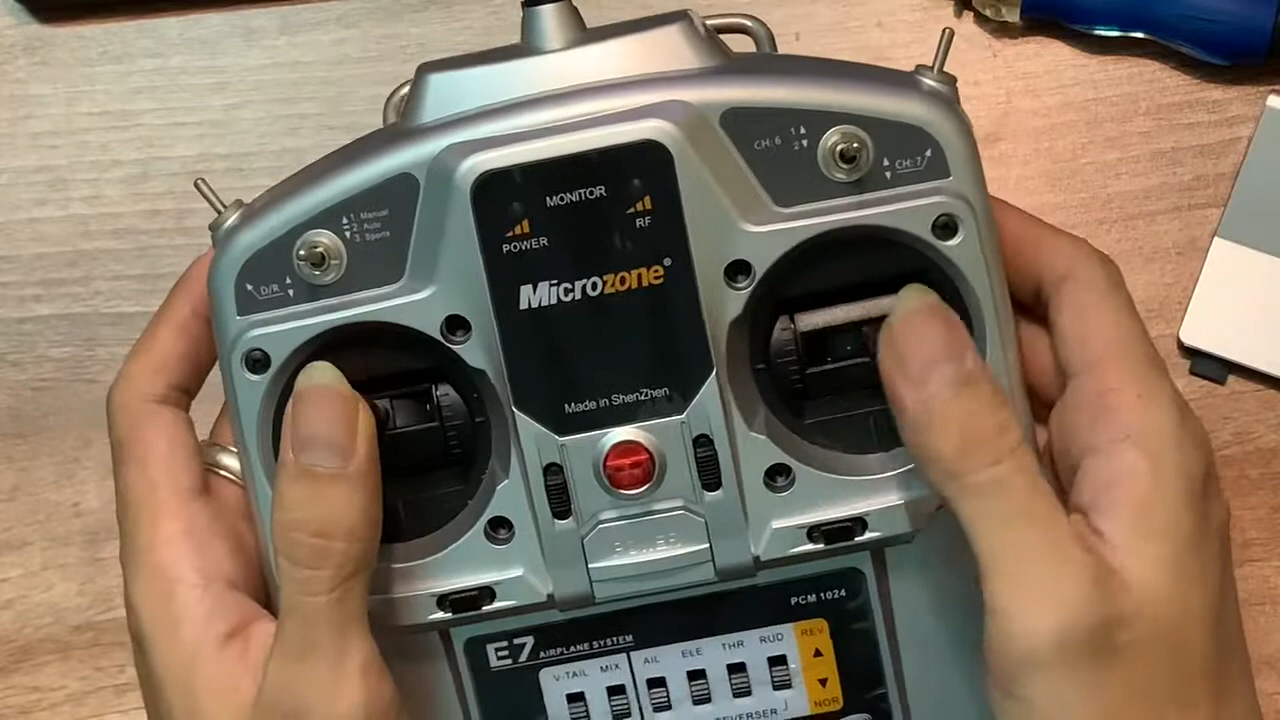 MONITOR
POWER
RF
Microzone®
Made in ShenZhen
1. Manual
2. Auto
3. Sports
D/R
CH:6
1
2
CH:7
POWER
PCM 1024
E7 AIRPLANE SYSTEM
V-TAIL
MIX
AIL
ELE
THR
RUD
REV
NOR
REVERSER